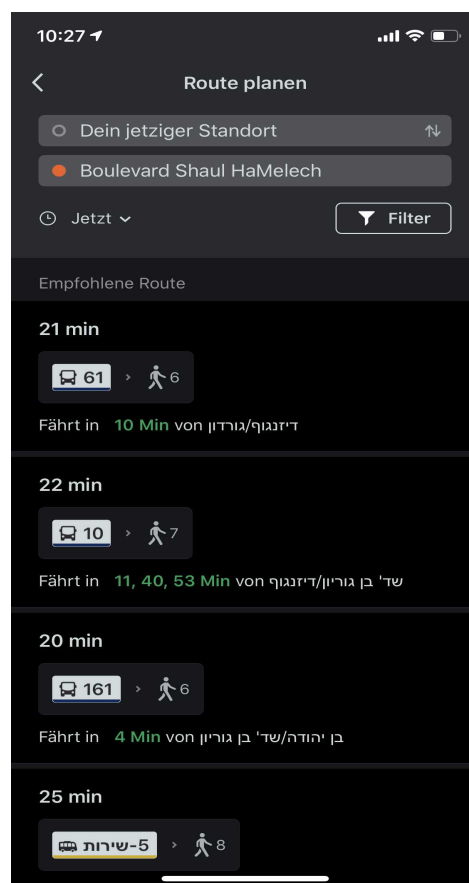 10:27
Route planen
Dein jetziger Standort
Boulevard Shaul HaMelech
Jetzt
Filter
Empfohlene Route
21 min
61 6
Fährt in 10 Min von דיזנגוף/גורדון
22 min
10 7
Fährt in 11, 40, 53 Min von שד' בן גוריון/דיזנגוף
20 min
161 6
Fährt in 4 Min von בן יהודה/שד' בן גוריון
25 min
5-שירות 8